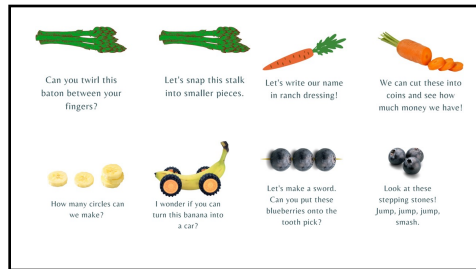 Can you twirl this
baton between your
fingers?
Let's snap this stalk
into smaller pieces.
Let's write our name
in ranch dressing!
We can cut these into
coins and see how
much money we have!
How many circles can
we make?
I wonder if you can
turn this banana into
a car?
Let's make a sword.
Can you put these
blueberries onto the
tooth pick?
Look at these
stepping stones!
Jump, jump, jump,
smash.